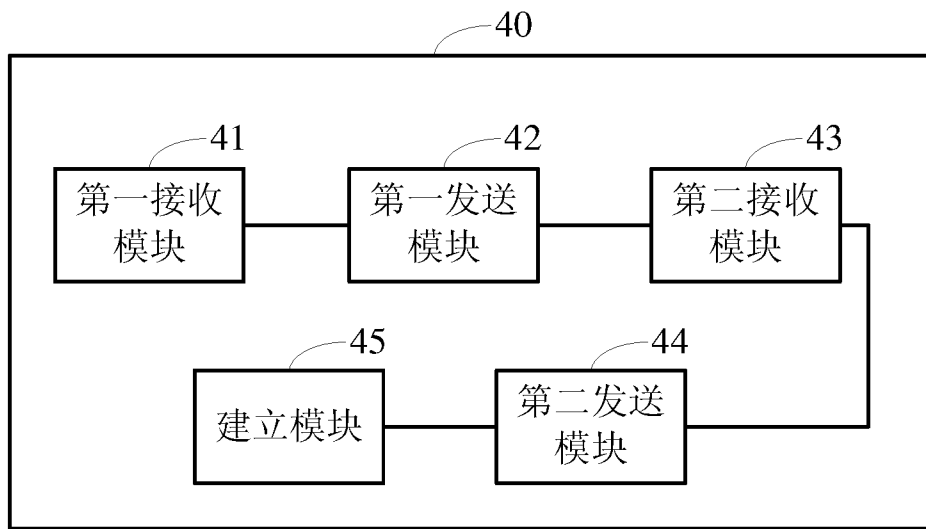 40
41
42
43
第一接收
模块
第一发送
模块
第二接收
模块
45
44
建立模块
第二发送
模块